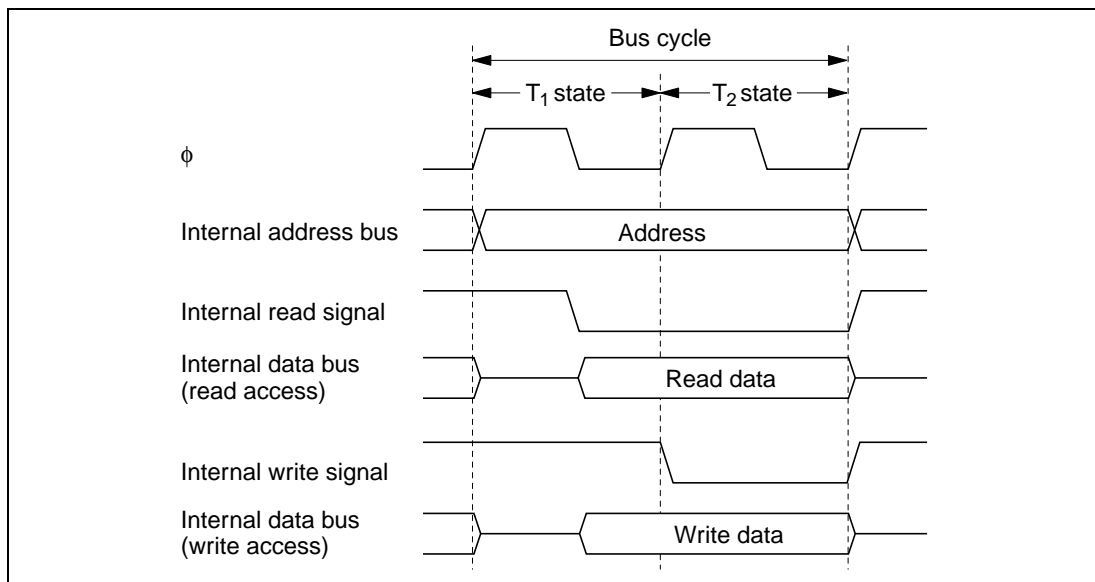 Bus cycle
T1 state
T2 state
ϕ
Internal address bus
Address
Internal read signal
Internal data bus
(read access)
Read data
Internal write signal
Internal data bus
(write access)
Write data